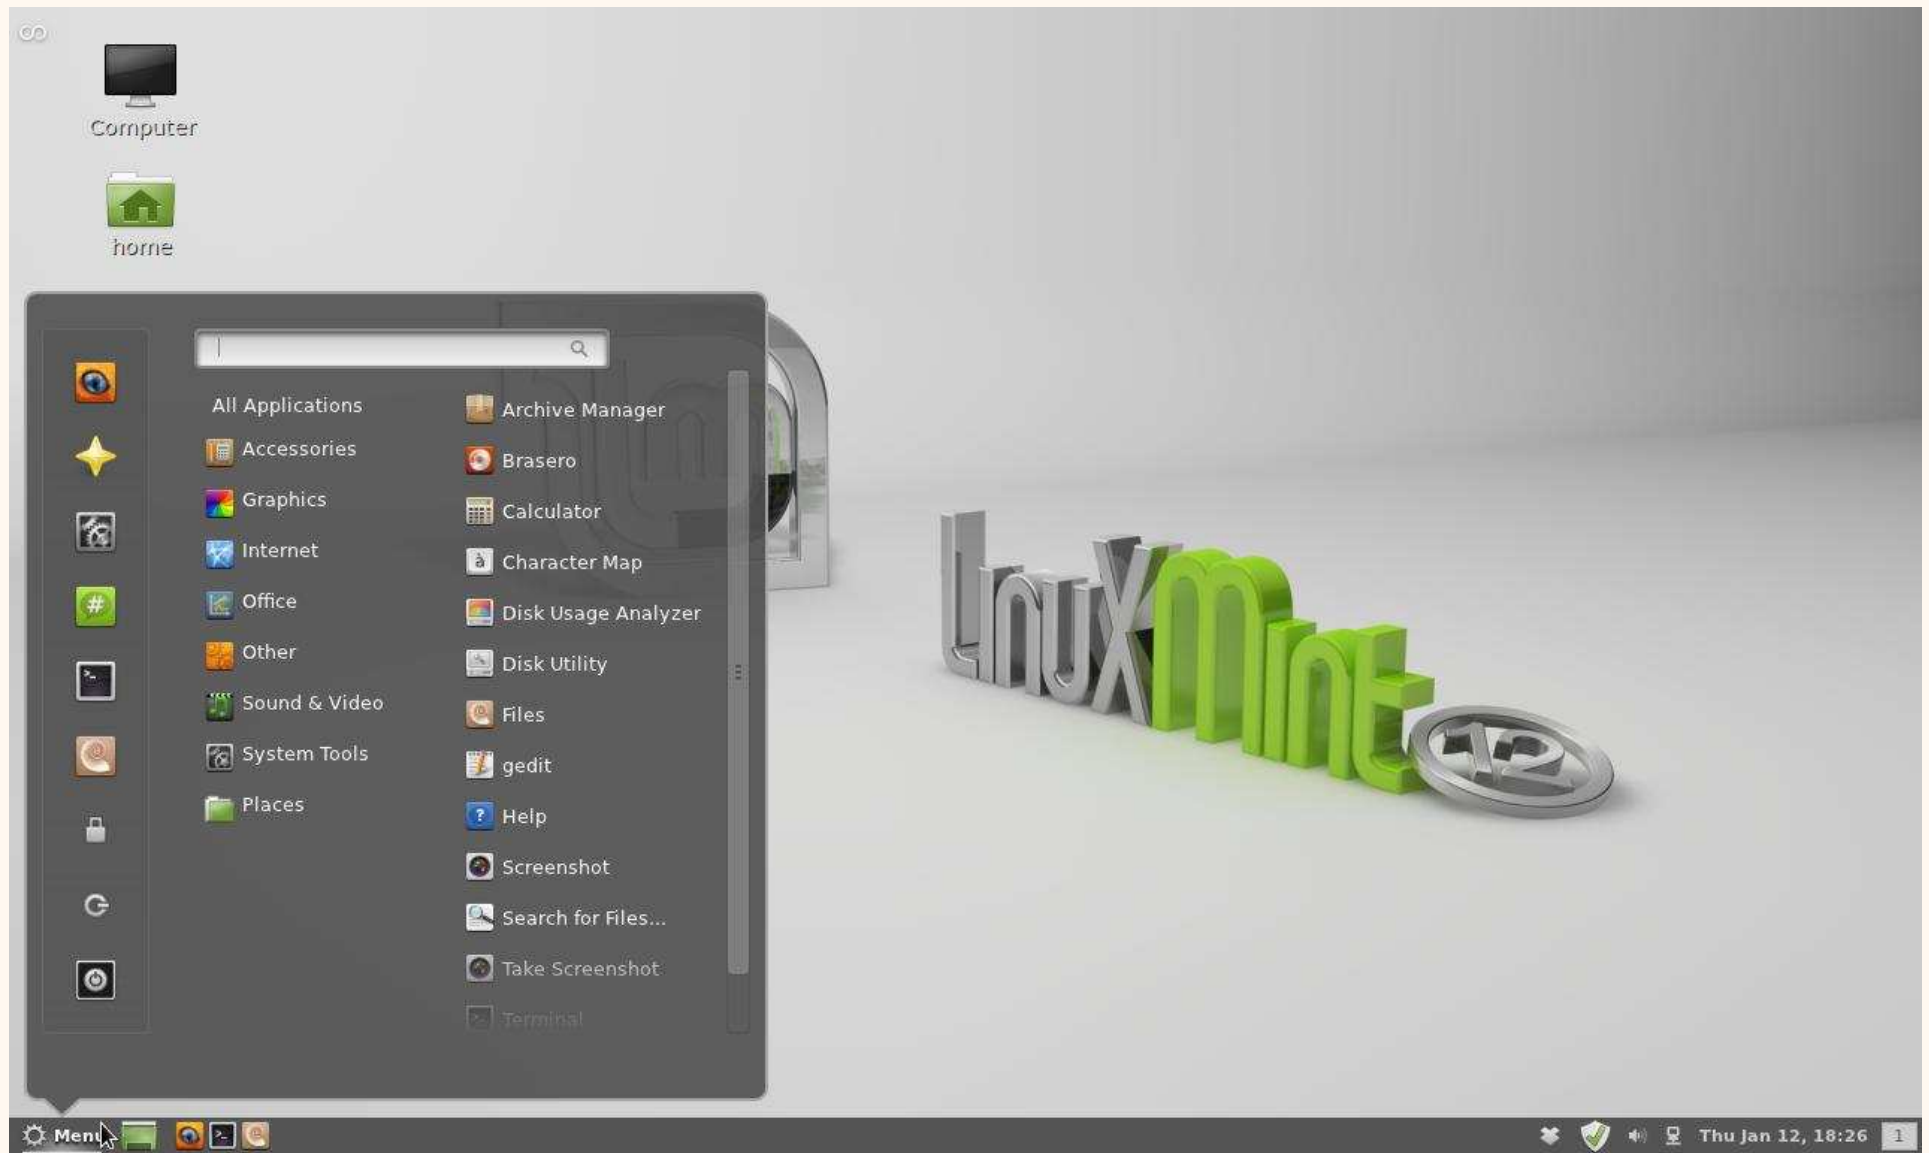 Computer
home
All Applications
Accessories
Graphics
Internet
Office
Other
Sound & Video
System Tools
Places
Archive Manager
Brasero
Calculator
à
Character Map
Disk Usage Analyzer
Disk Utility
Files
gedit
?
Help
Screenshot
Search for Files...
Take Screenshot
>_
Terminal
#
>_
LinuxMint
12
Menu
>_
Thu Jan 12, 18:26
1